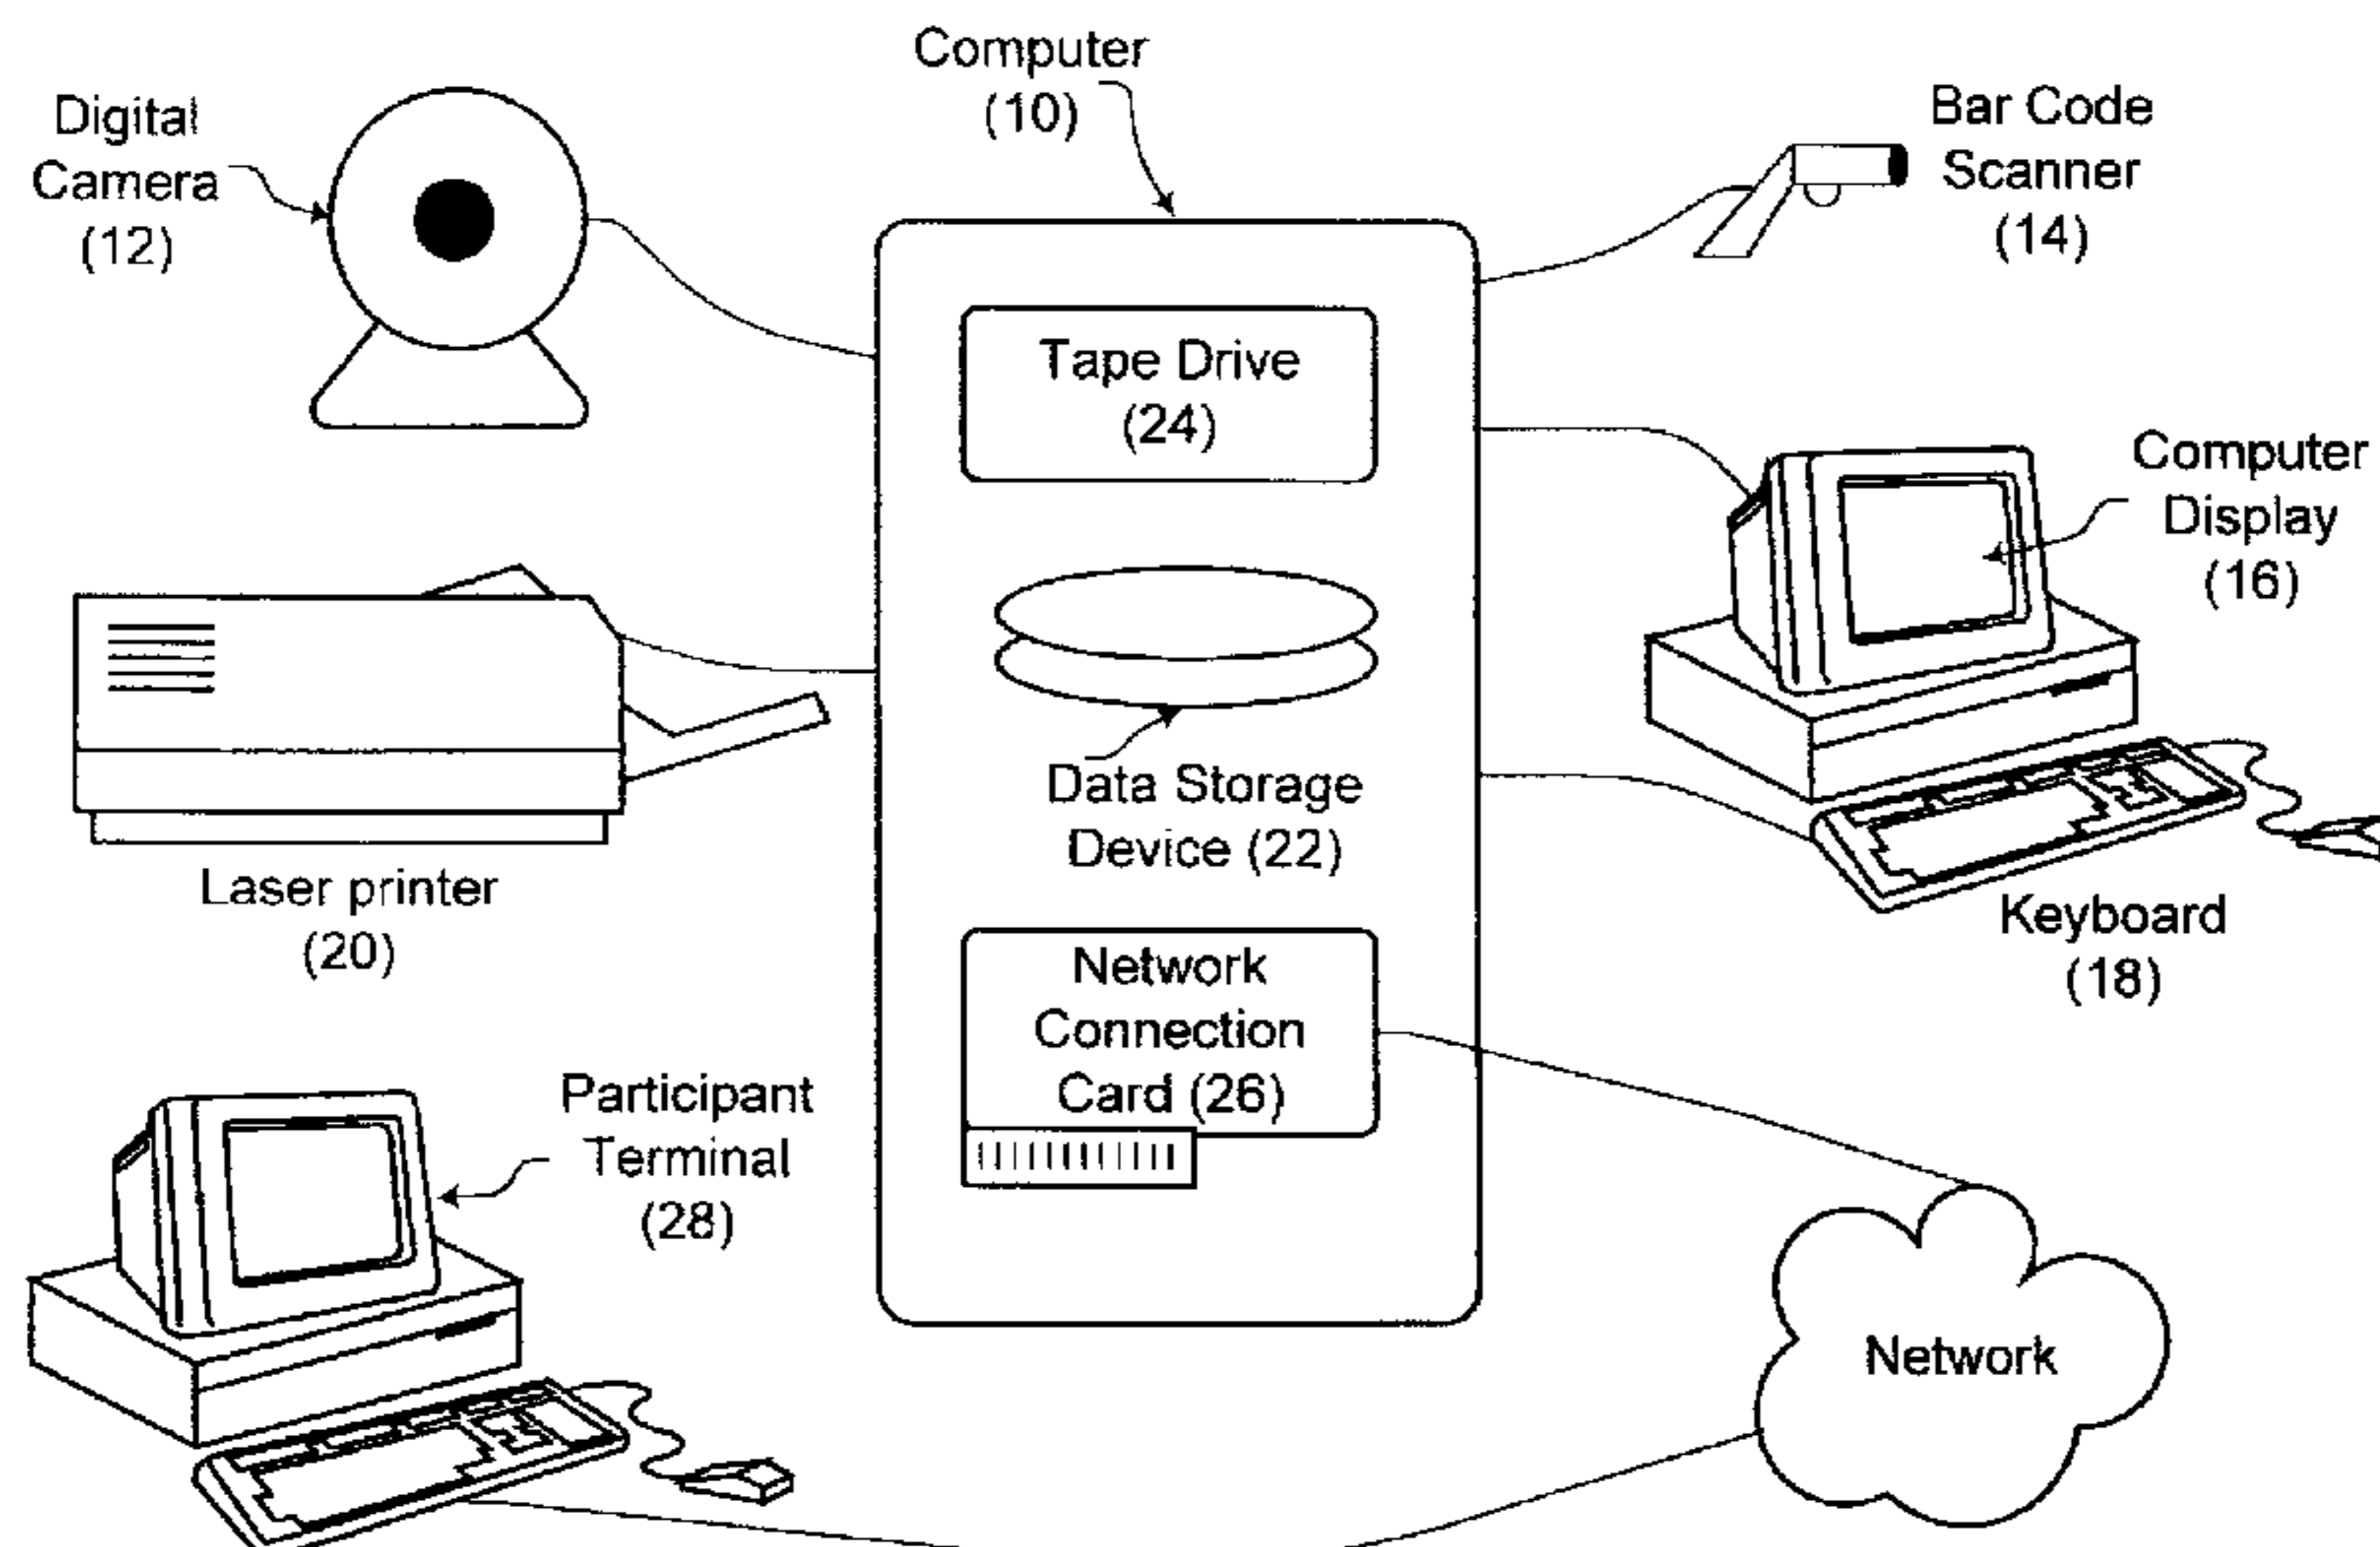 Computer
(10)
Digital
Camera
(12)
Bar Code
Scanner
(14)
Tape Drive
(24)
Computer
Display
(16)
Data Storage
Device (22)
Laser printer
(20)
Keyboard
(18)
Network
Connection
Card (26)
Participant
Terminal
(28)
Network